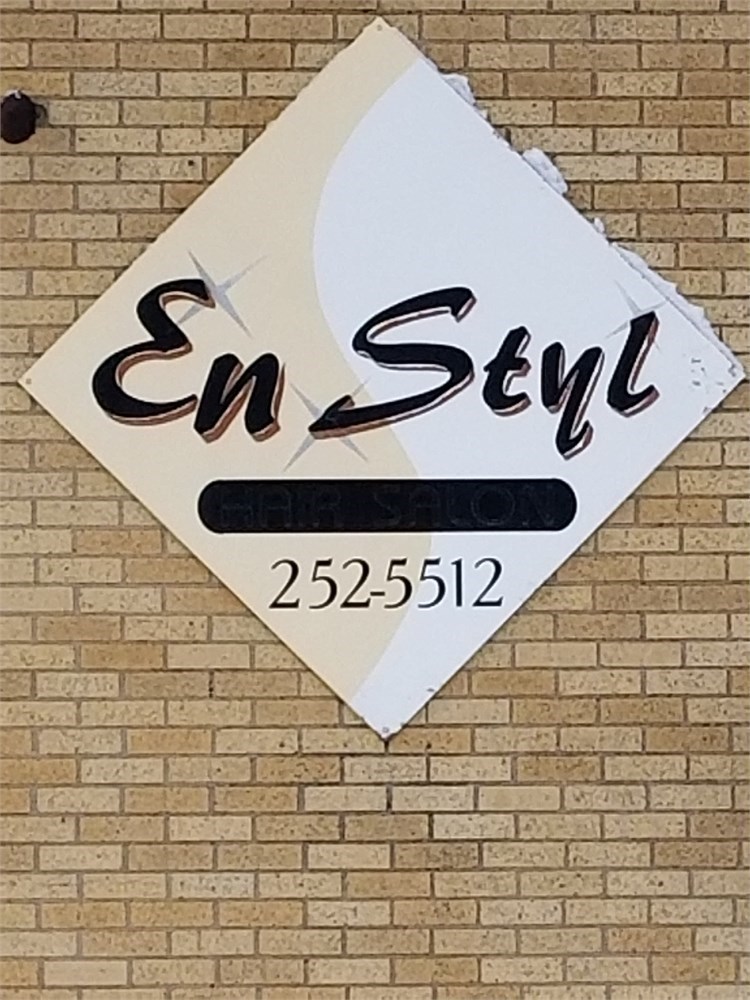 En Styl
HAIR SALON
252-5512